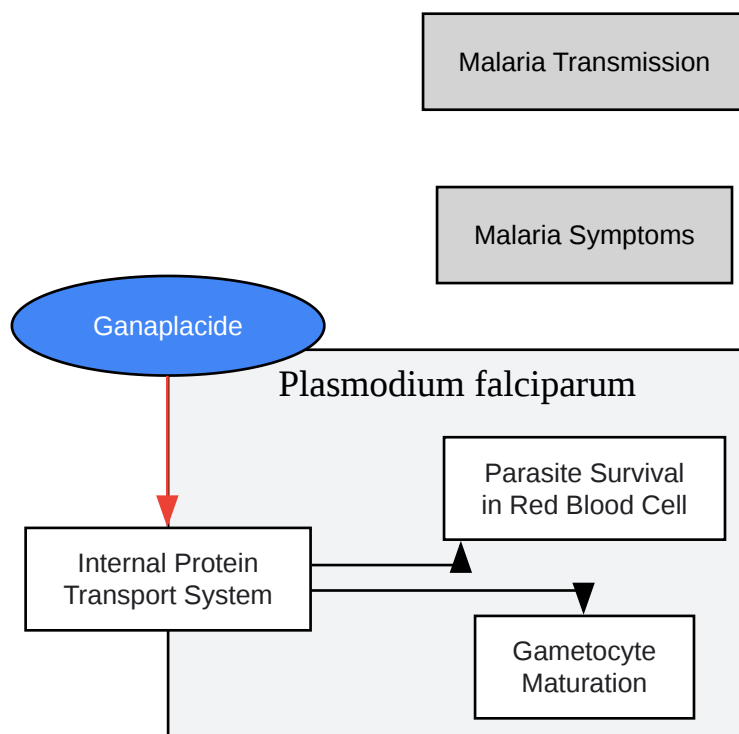 Malaria Transmission
Malaria Symptoms
Ganaplacide
Plasmodium falciparum
Parasite Survival
in Red Blood Cell
Internal Protein
Transport System
Gametocyte
Maturation